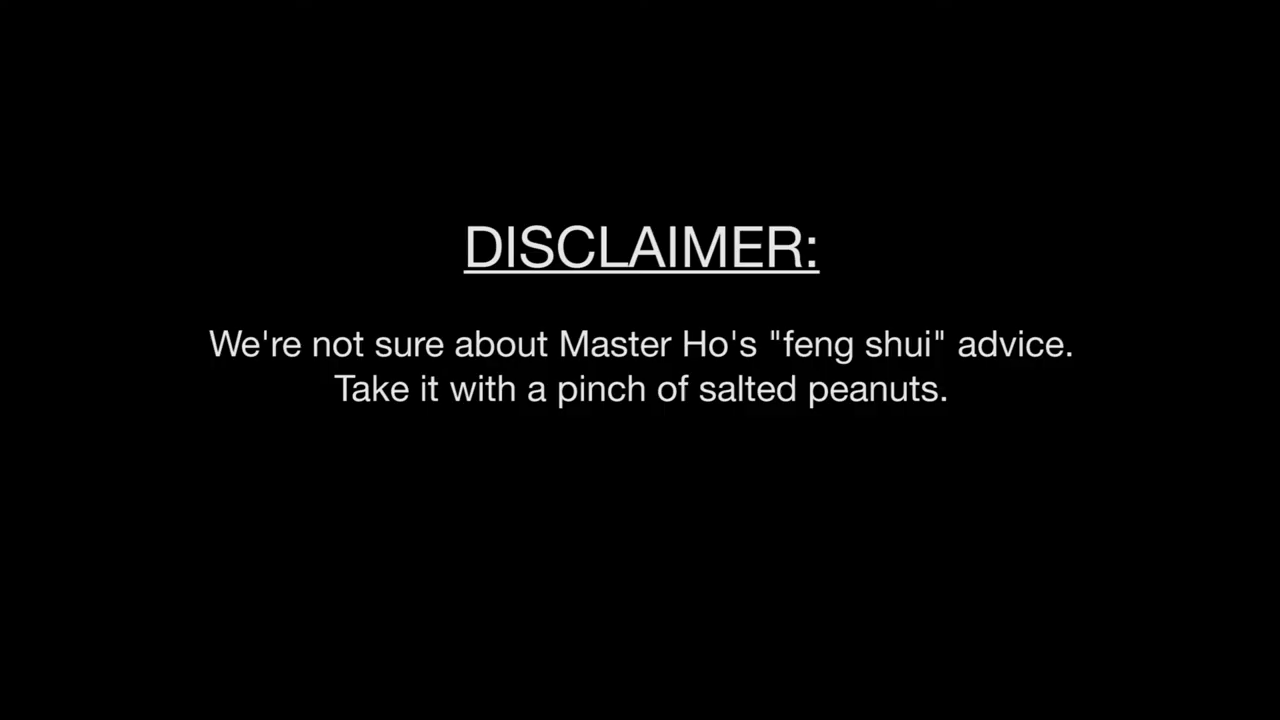 DISCLAIMER:
We're not sure about Master Ho's "feng shui" advice.
Take it with a pinch of salted peanuts.